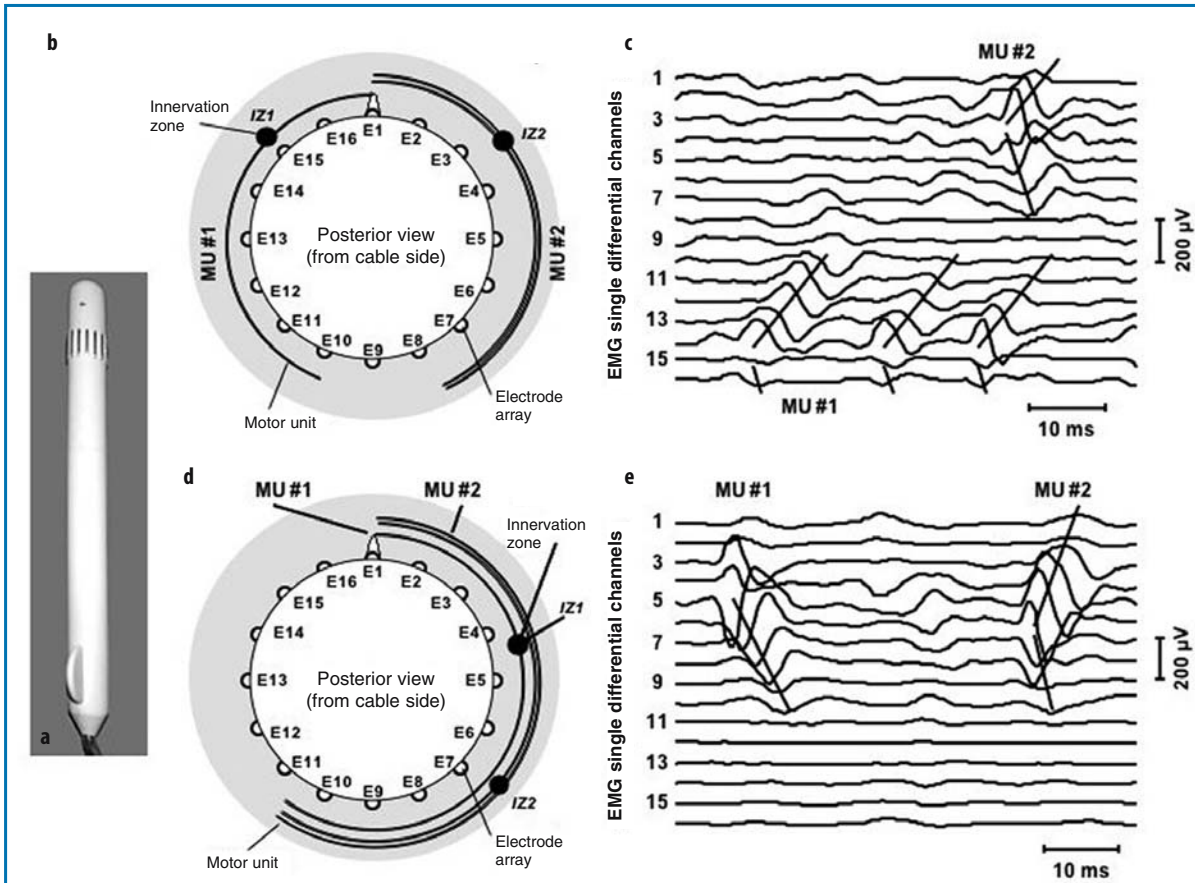 b
Innervation
zone
IZ1
IZ2
E1
E2
E3
E4
E5
E6
E7
E8
E9
E10
E11
E12
E13
E14
E15
E16
Posterior view
(from cable side)
MU #1
MU #2
Motor unit
Electrode
array
a
c
MU #2
EMG single differential channels
1
3
5
7
9
11
13
15
200 µV
MU #1
10 ms
d
MU #1
MU #2
Innervation
zone
IZ1
IZ2
E1
E2
E3
E4
E5
E6
E7
E8
E9
E10
E11
E12
E13
E14
E15
E16
Posterior view
(from cable side)
Motor unit
Electrode
array
e
MU #1
MU #2
EMG single differential channels
1
3
5
7
9
11
13
15
200 µV
10 ms